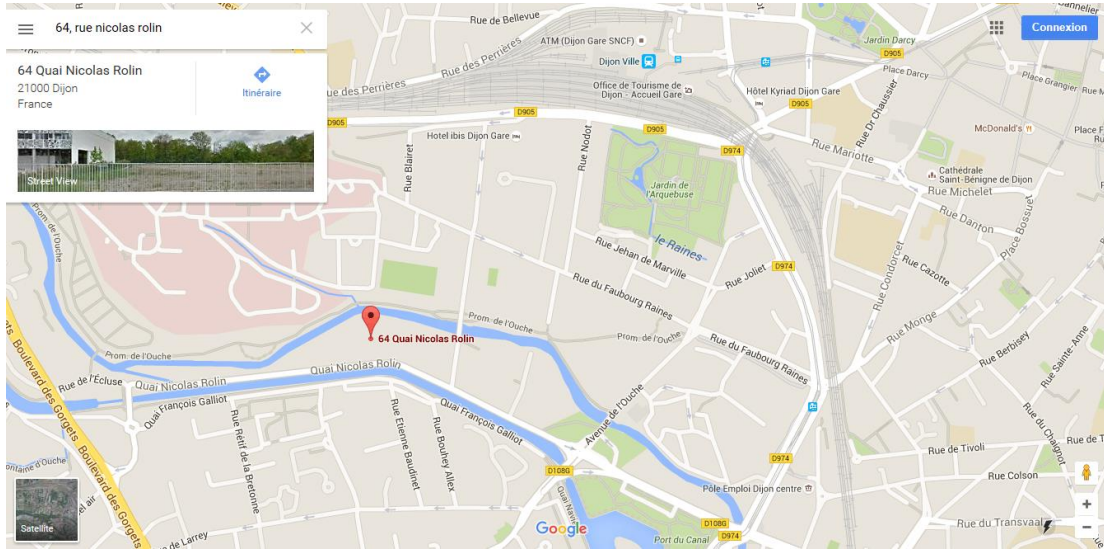 64, rue nicolas rolin
64 Quai Nicolas Rolin
21000 Dijon
France
Itinéraire
Street View
Connexion
Rue de Bellevue
ATM (Dijon Gare SNCF)
Rue des Perrières
Dijon Ville
Jardin Darcy
D905
Place Darcy
Rue des Perrières
Office de Tourisme de
Dijon - Accueil Gare
Hôtel Kyriad Dijon Gare
Place Grangier
D905
D905
D905
D905
Rue Dr Chaussier
McDonald's
Hotel ibis Dijon Gare
Rue Nodot
D974
Rue Mariotte
Rue Blairet
Cathédrale
Saint-Bénigne de Dijon
Rue Michelet
Jardin de
l'Arquebuse
Rue Danton
Place Bossuet
Prom. de l'Ouche
le Raines
Rue Jehan de Marville
Rue Joliet
D974
Rue Condorcet
Rue Cazotte
Rue du Faubourg Raines
Prom. de l'Ouche
Rue Monge
64 Quai Nicolas Rolin
Prom. de l'Ouche
Rue du Faubourg Raines
Rue Berbisey
Rue Sainte-Anne
Prom. de l'Ouche
Quai Nicolas Rolin
Rue de l'Écluse
Quai Nicolas Rolin
Boulevard des Gorgets
Boulevard des Gorgets
Quai François Galliot
Quai François Galliot
Avenue de l'Ouche
Rue Rétif de la Bretonne
Rue Etienne Baudinet
Rue Bouhey Allex
Rue du Chaignot
Rue de Tivoli
D974
D108G
Rue Colson
Pôle Emploi Dijon centre
Satellite
Google
D108G
D974
Port du Canal
Rue du Transvaal
de Larrey